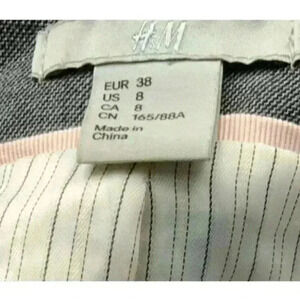 H&M
EUR 38
US 8
CA 8
CN 165/88A
Made in
China